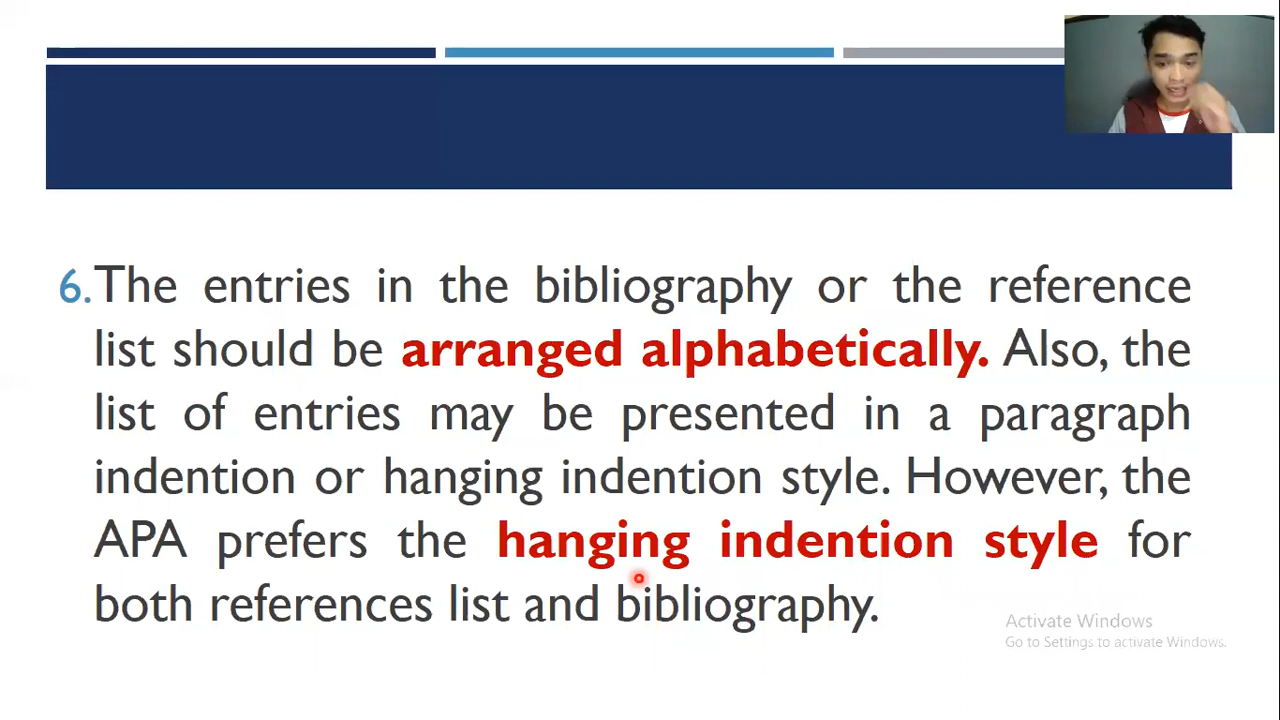 6. The entries in the bibliography or the reference
list should be arranged alphabetically. Also, the
list of entries may be presented in a paragraph
indention or hanging indention style. However, the
APA prefers the hanging indention style for
both references list and bibliography.
Activate Windows
Go to Settings to activate Windows.